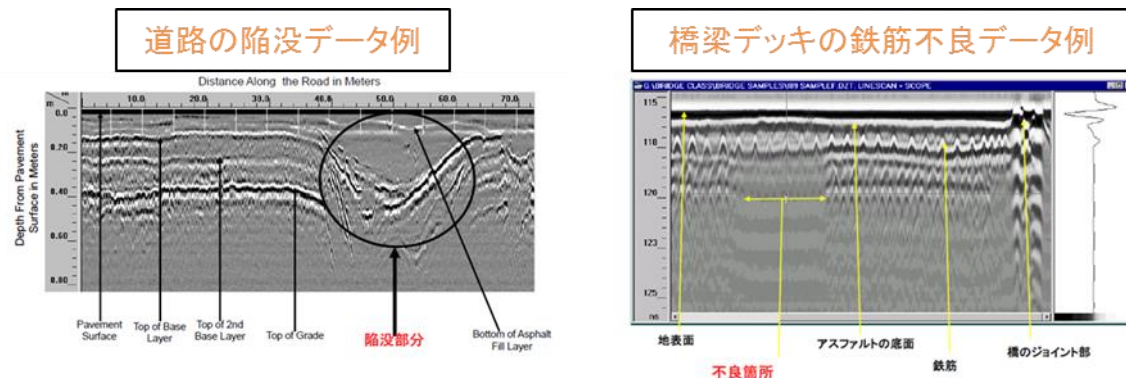 道路の陥没データ例
Distance Along the Road in Meters
m
m
10.0
20.0
30.0
40.0
50.0
60.0
70.0
0.0
0.20
0.40
0.60
0.80
Depth From Pavement
Surface in Meters
Pavement
Surface
Top of Base
Layer
Top of 2nd
Base Layer
Top of Grade
陥没部分
Bottom of Asphalt
Fill Layer
橋梁デッキの鉄筋不良データ例
115
118
120
123
125
ns
地表面
不良箇所
アスファルトの底面
鉄筋
橋のジョイント部